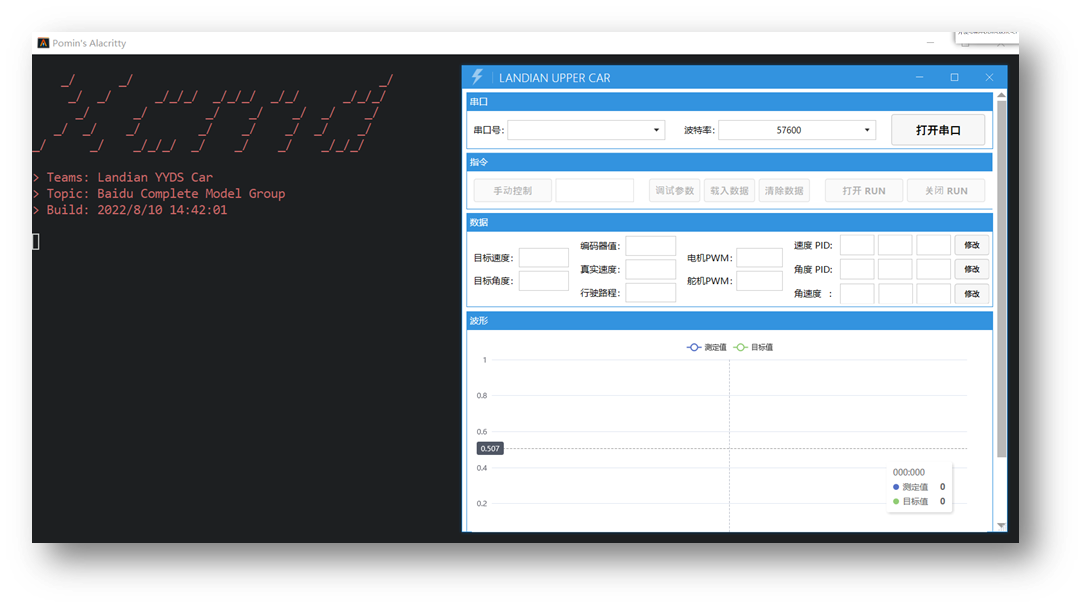 Pomin's Alacritty
> Teams: Landian YYDS Car
> Topic: Baidu Complete Model Group
> Build: 2022/8/10 14:42:01
LANDIAN UPPER CAR
串口
串口号: 波特率: 57600 打开串口
指令
手动控制 调试参数 载入数据 清除数据 打开 RUN 关闭 RUN
数据
目标速度:
目标角度:
编码器值:
真实速度:
行驶路程:
电机PWM:
舵机PWM:
速度 PID: 修改
角度 PID: 修改
角速度 : 修改
波形
测定值 目标值
1
0.8
0.6
0.507
0.4
0.2
000:000
测定值 0
目标值 0